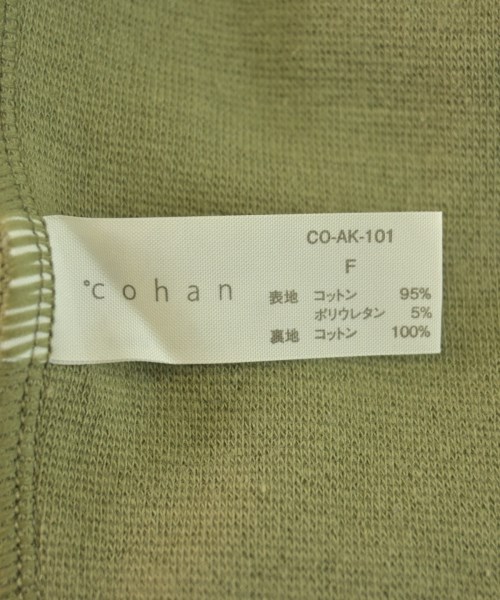 °cohan
CO-AK-101
F
表地 コットン 95%
ポリウレタン 5%
裏地 コットン 100%